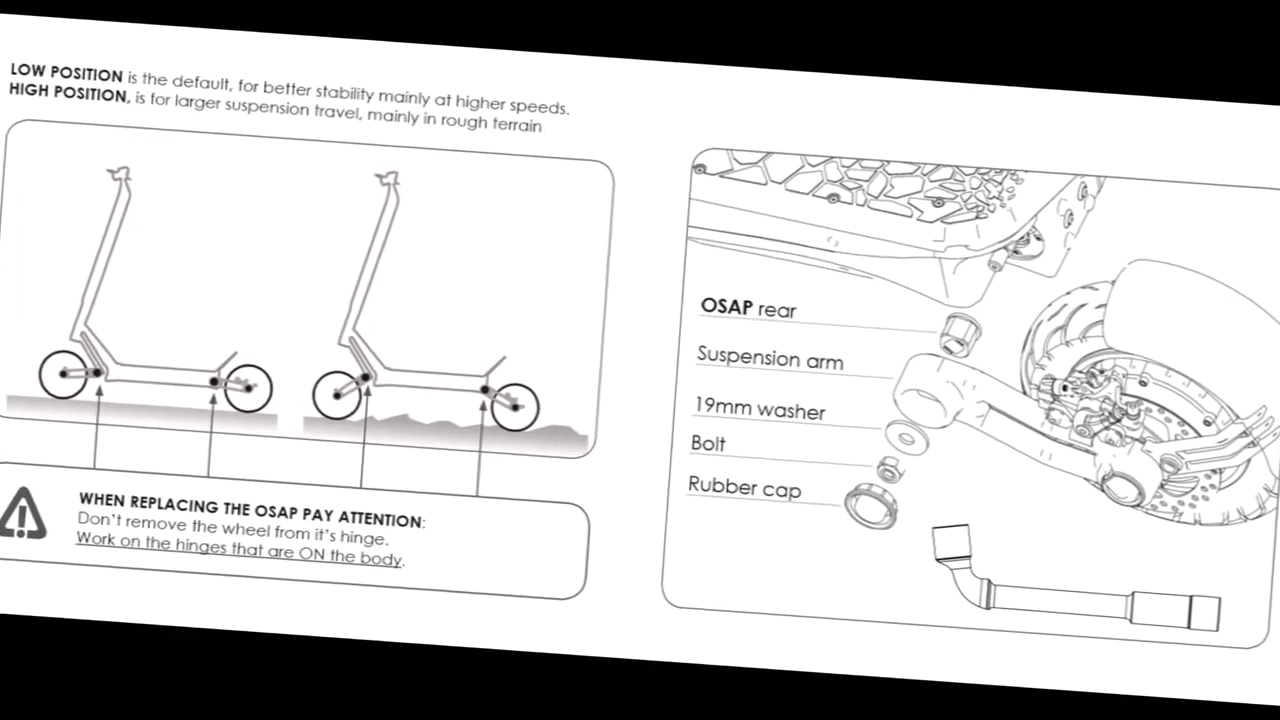 LOW POSITION is the default, for better stability mainly at higher speeds.
HIGH POSITION, is for larger suspension travel, mainly in rough terrain
WHEN REPLACING THE OSAP PAY ATTENTION:
Don't remove the wheel from it's hinge.
Work on the hinges that are ON the body.
OSAP rear
Suspension arm
19mm washer
Bolt
Rubber cap